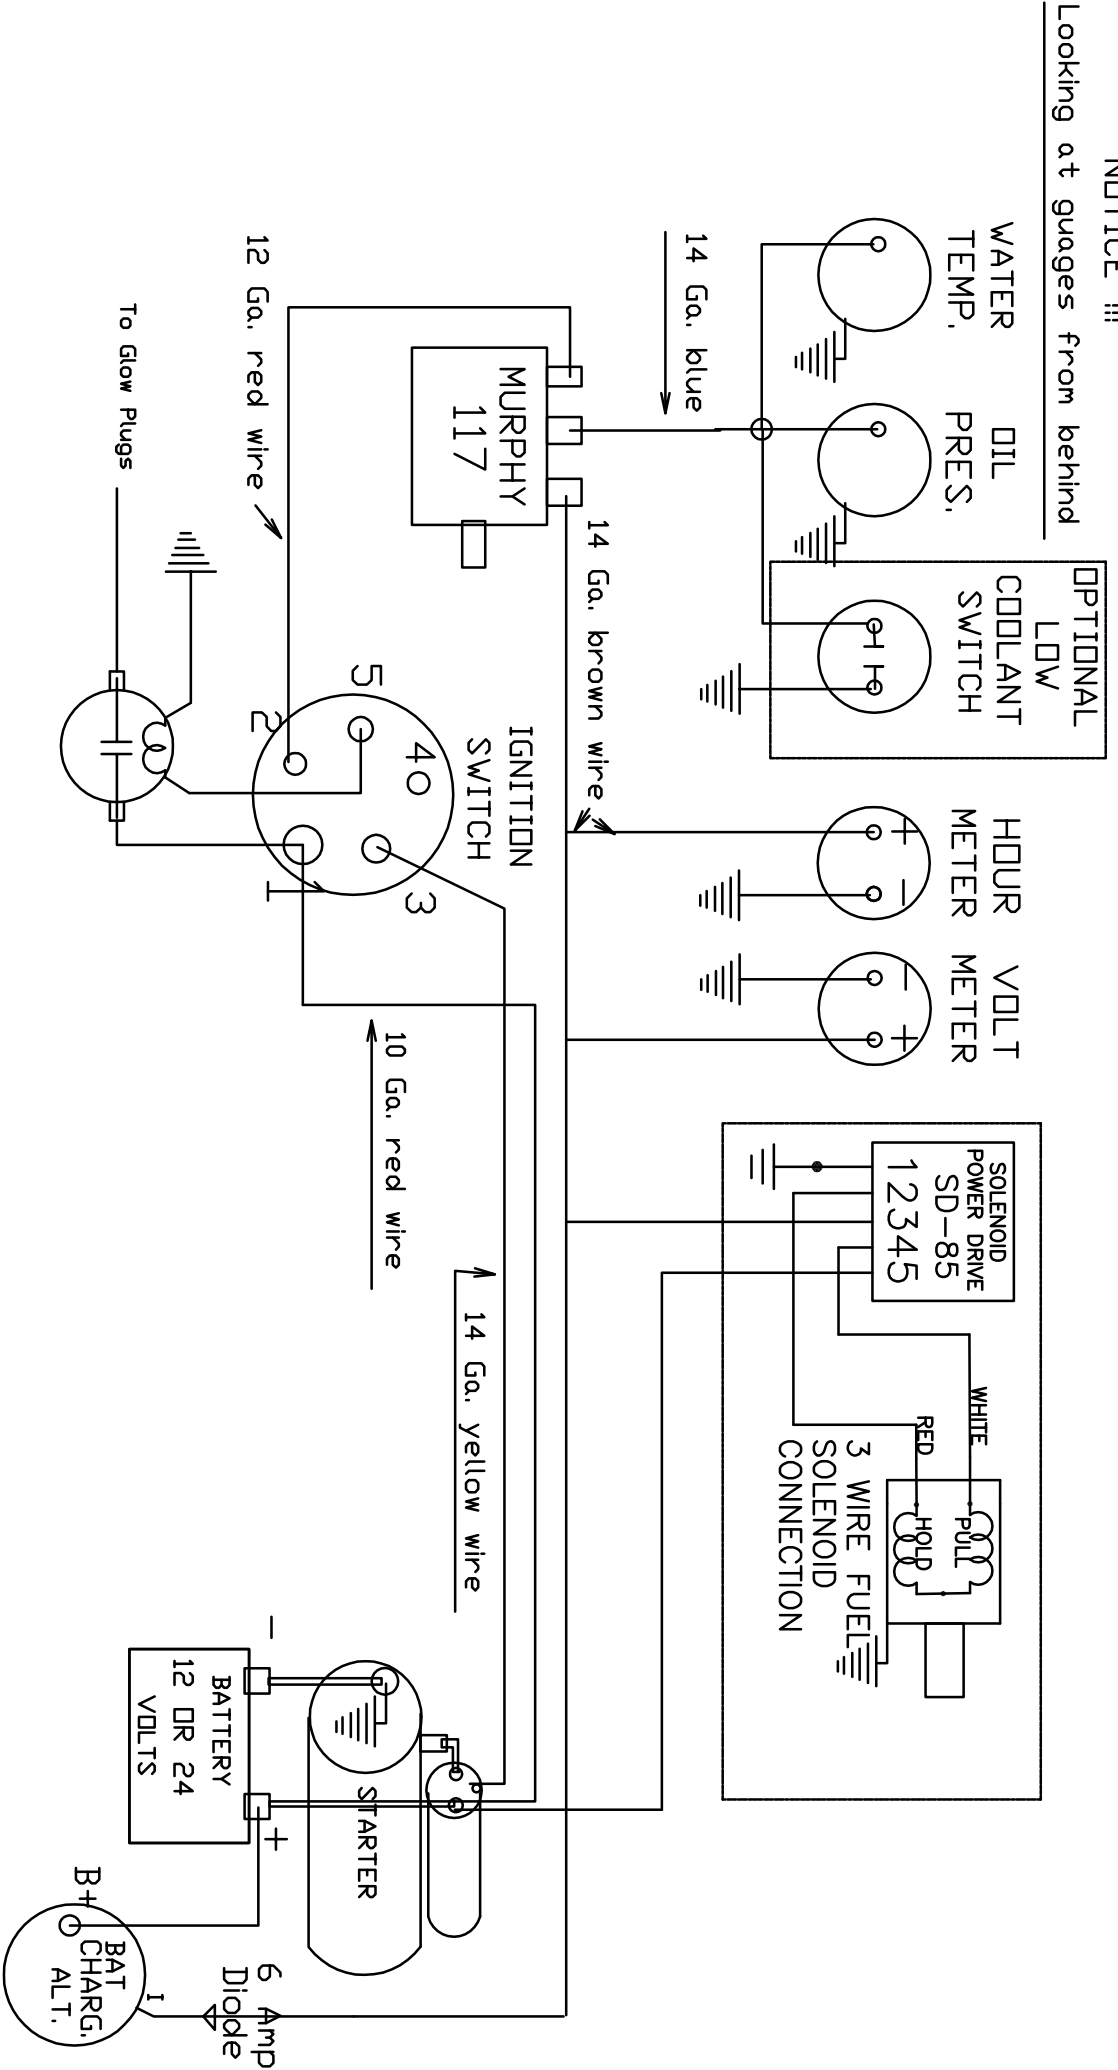 NOTICE !!!
Looking at guages from behind
WATER
TEMP.
OIL
PRES.
OPTIONAL
LOW
COOLANT
SWITCH
HOUR
METER
+
−
VOLT
METER
−
+
SOLENOID
POWER DRIVE
SD-85
12345
WHITE
RED
PULL
HOLD
3 WIRE FUEL
SOLENOID
CONNECTION
14 Ga. blue
14 Ga. brown wire
MURPHY
117
IGNITION
SWITCH
5
4
3
2
1
12 Ga. red wire
To Glow Plugs
10 Ga. red wire
14 Ga. yellow wire
STARTER
−
+
BATTERY
12 OR 24
VOLTS
6 Amp
Diode
I
B+
BAT
CHARG.
ALT.